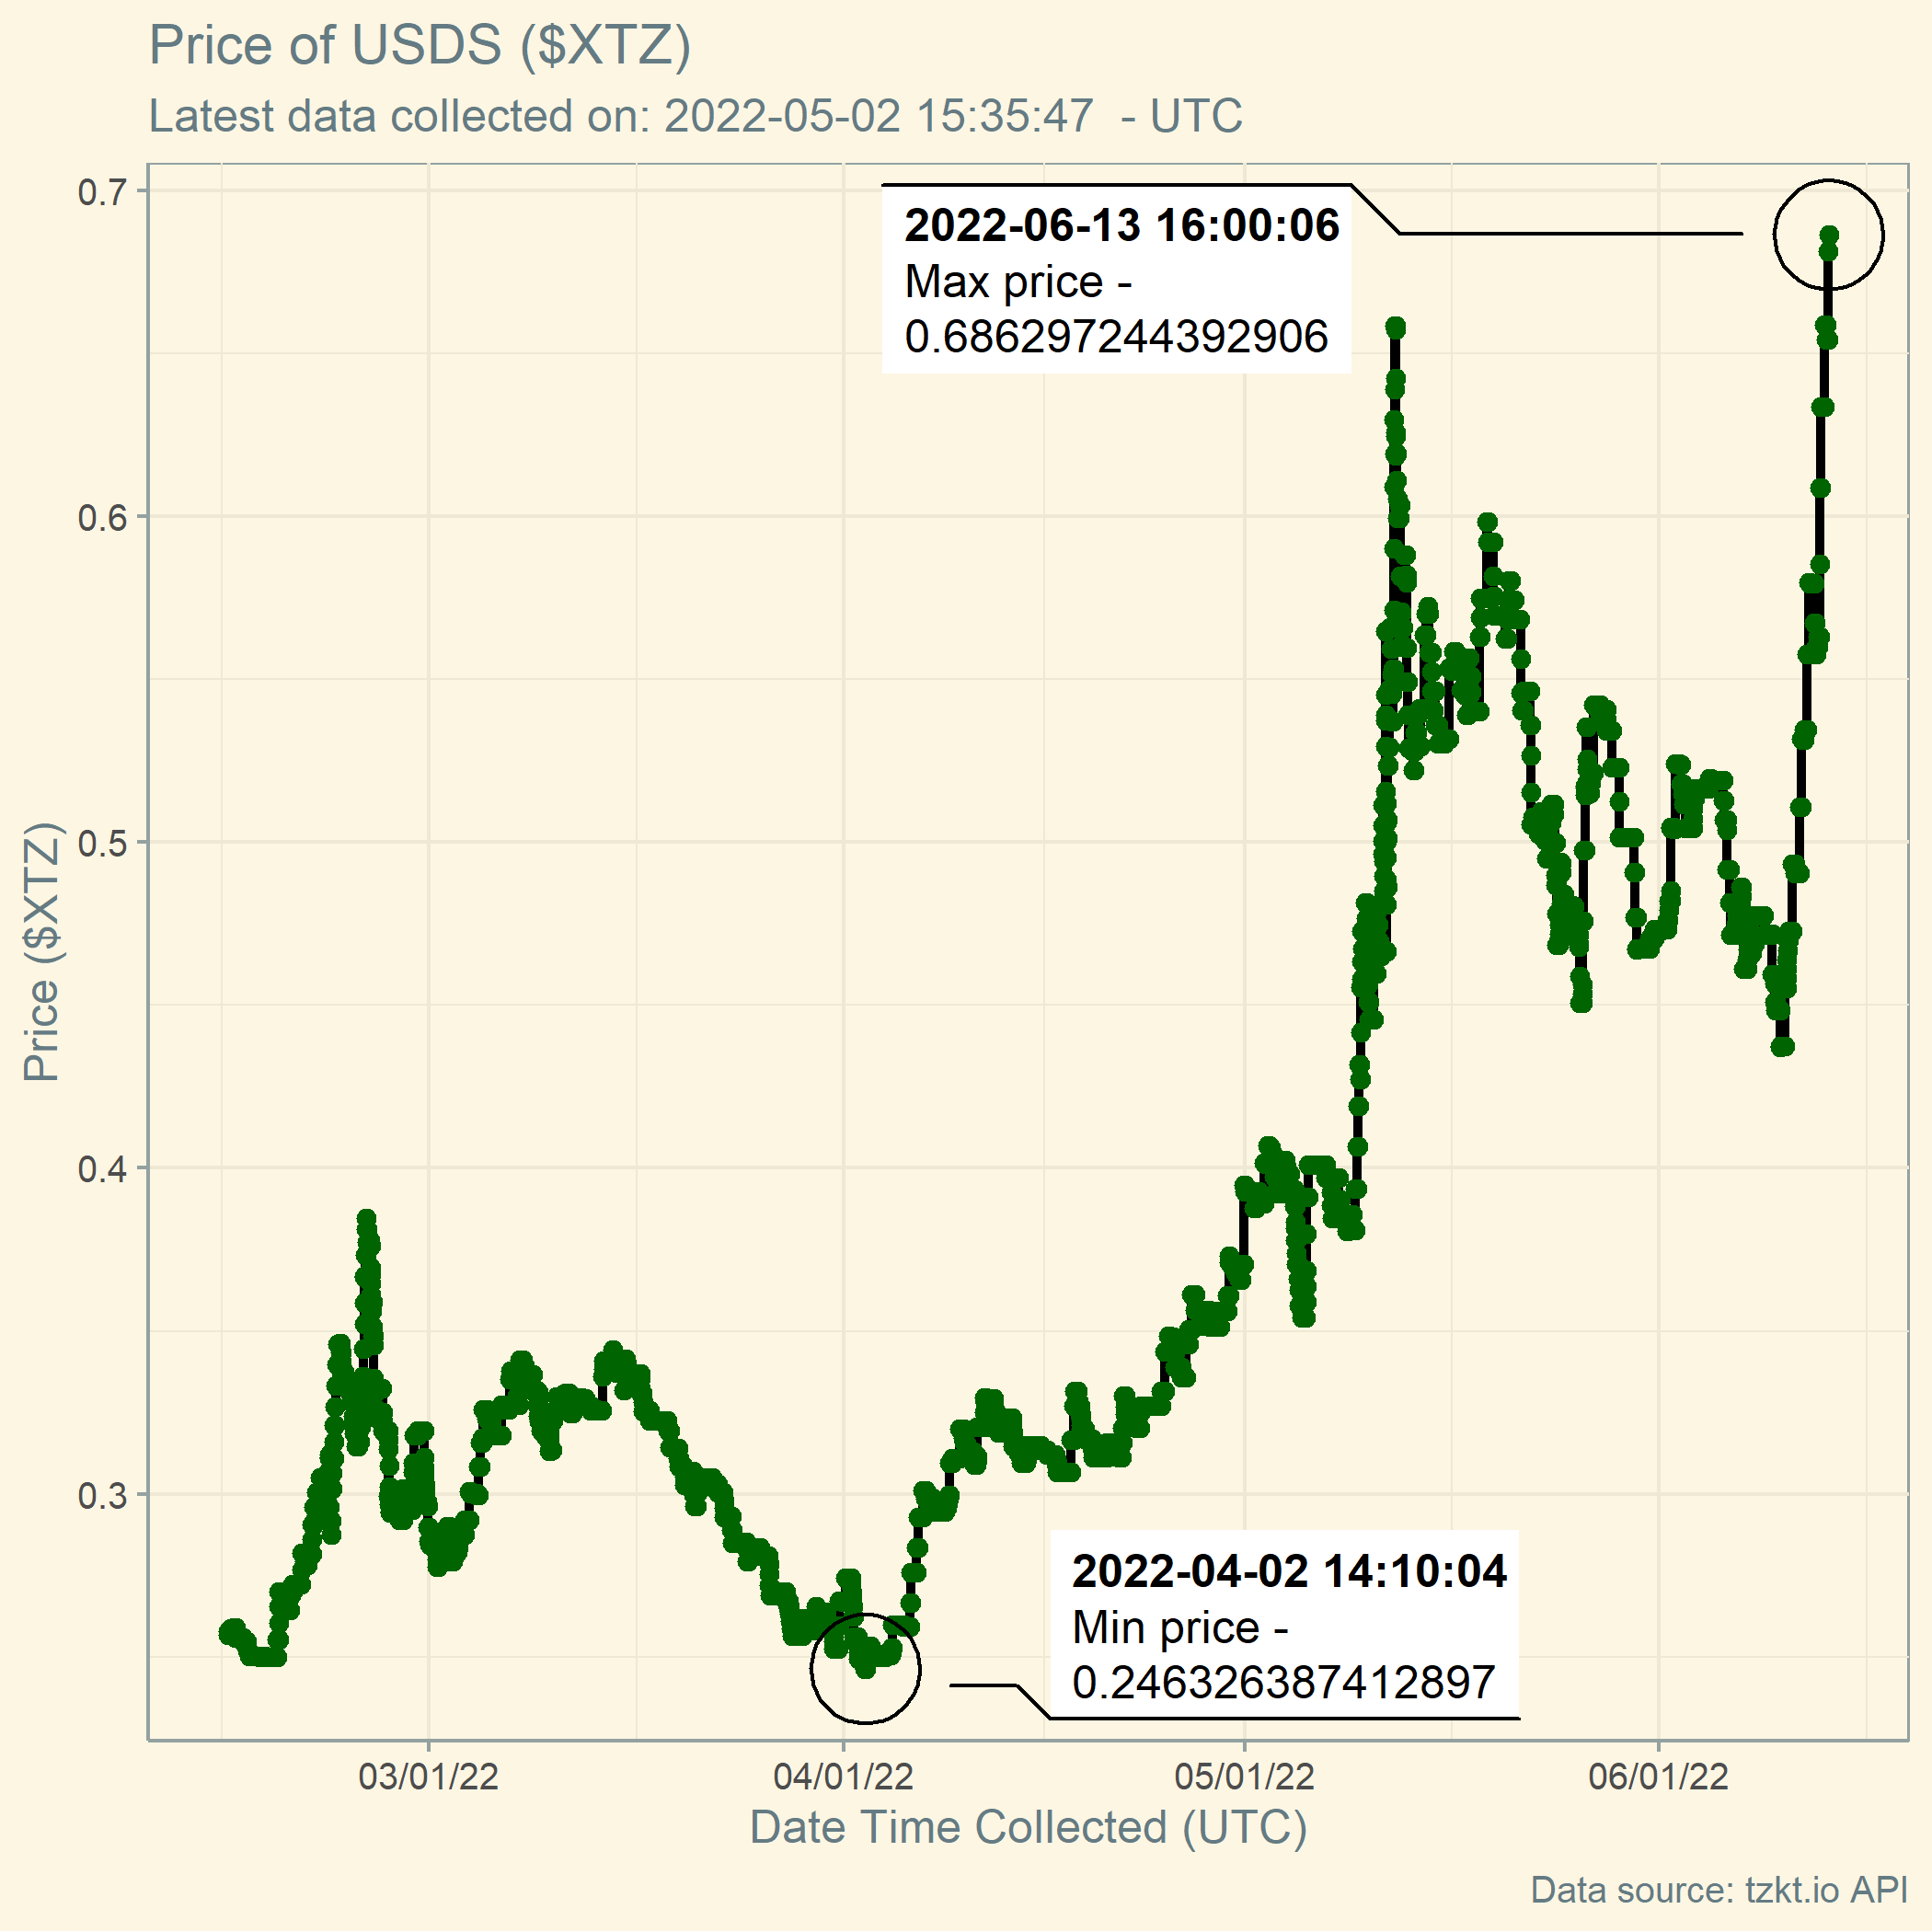 Price of USDS ($XTZ)
Latest data collected on: 2022-05-02 15:35:47  - UTC
0.7
0.6
0.5
0.4
0.3
Price ($XTZ)
2022-06-13 16:00:06
Max price -
0.686297244392906
2022-04-02 14:10:04
Min price -
0.246326387412897
03/01/22
04/01/22
05/01/22
06/01/22
Date Time Collected (UTC)
Data source: tzkt.io API